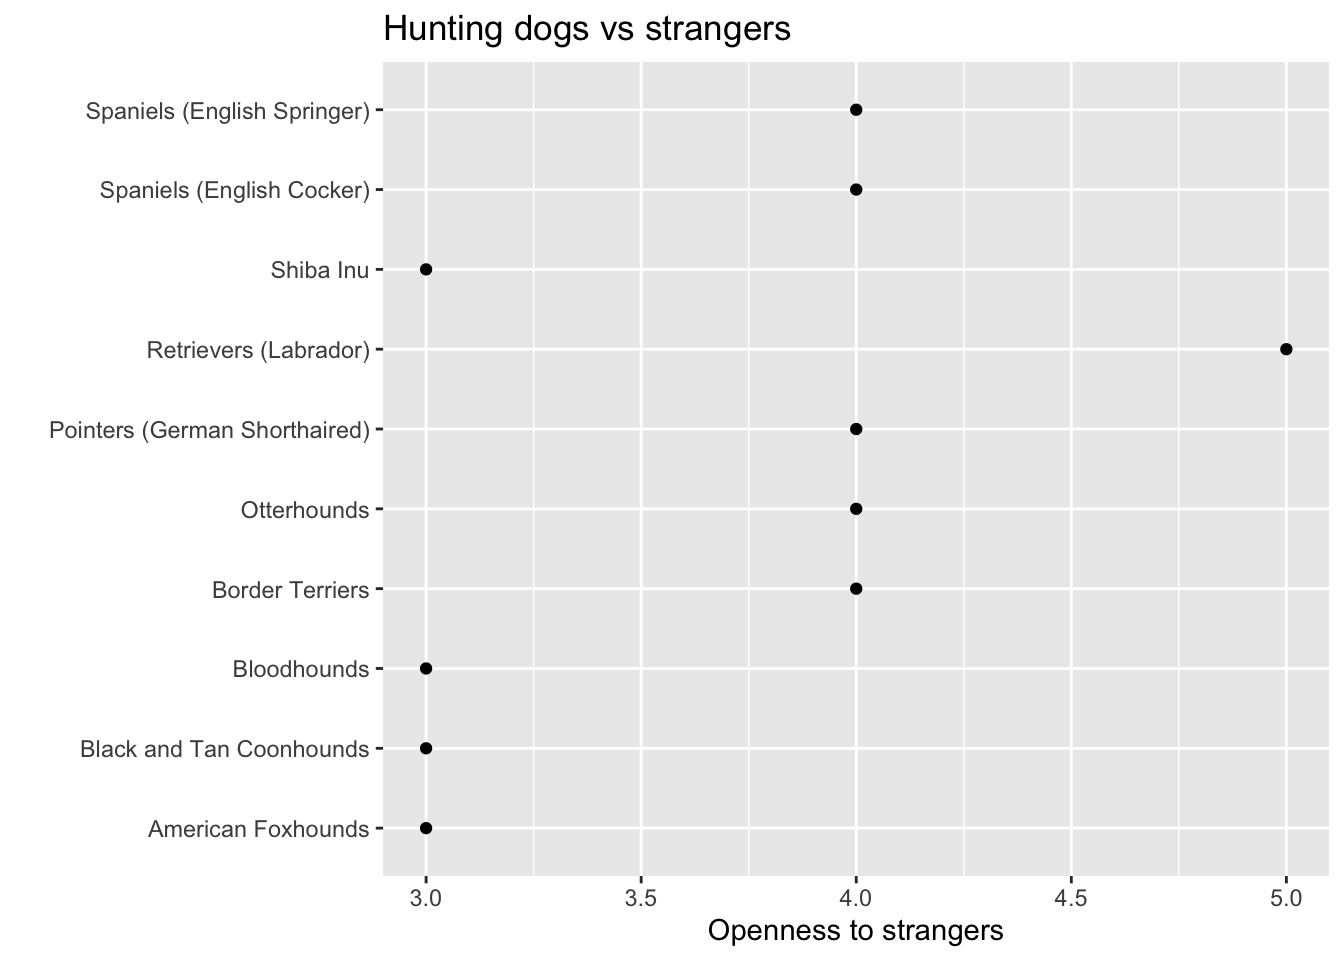 Hunting dogs vs strangers
Spaniels (English Springer)
Spaniels (English Cocker)
Shiba Inu
Retrievers (Labrador)
Pointers (German Shorthaired)
Otterhounds
Border Terriers
Bloodhounds
Black and Tan Coonhounds
American Foxhounds
3.0 3.5 4.0 4.5 5.0
Openness to strangers